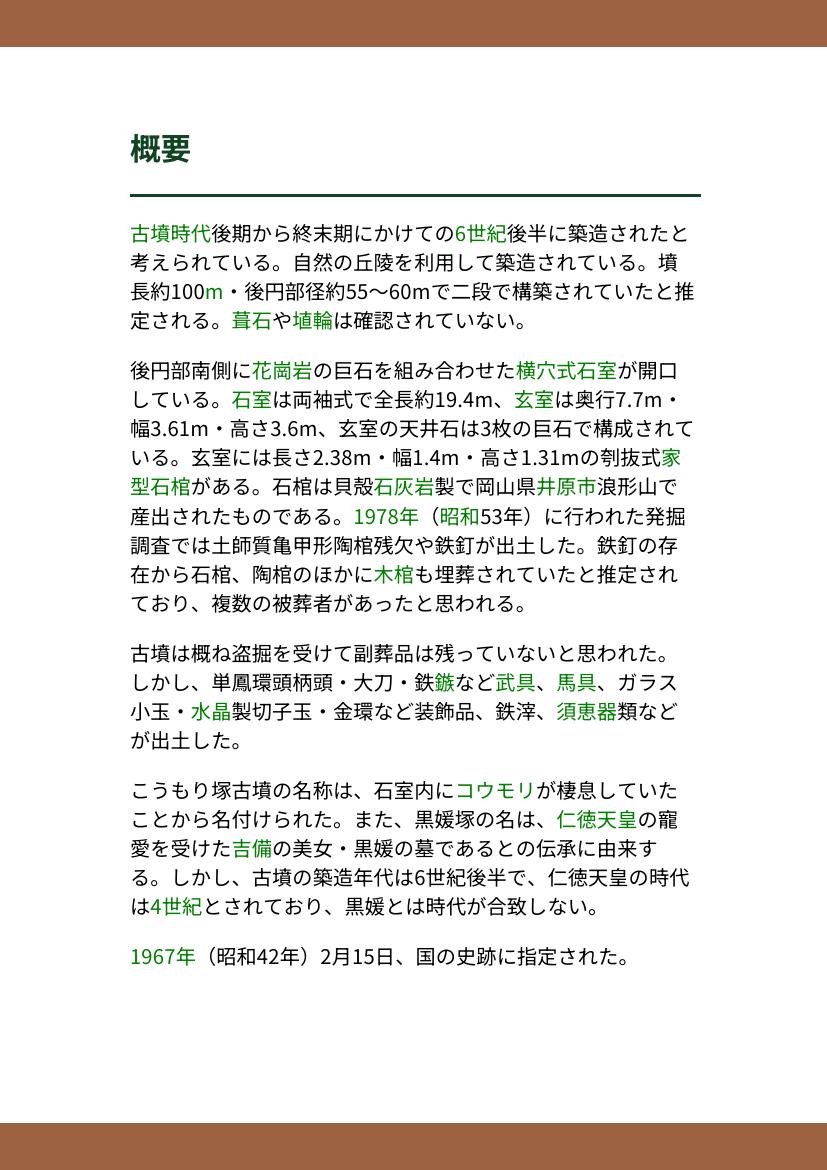 概要
古墳時代後期から終末期にかけての6世紀後半に築造されたと
考えられている。自然の丘陵を利用して築造されている。墳
長約100m・後円部径約55〜60mで二段で構築されていたと推
定される。葺石や埴輪は確認されていない。
後円部南側に花崗岩の巨石を組み合わせた横穴式石室が開口
している。石室は両袖式で全長約19.4m、玄室は奥行7.7m・
幅3.61m・高さ3.6m、玄室の天井石は3枚の巨石で構成されて
いる。玄室には長さ2.38m・幅1.4m・高さ1.31mの刳抜式家
型石棺がある。石棺は貝殻石灰岩製で岡山県井原市浪形山で
産出されたものである。1978年（昭和53年）に行われた発掘
調査では土師質亀甲形陶棺残欠や鉄釘が出土した。鉄釘の存
在から石棺、陶棺のほかに木棺も埋葬されていたと推定され
ており、複数の被葬者があったと思われる。
古墳は概ね盗掘を受けて副葬品は残っていないと思われた。
しかし、単鳳環頭柄頭・大刀・鉄鏃など武具、馬具、ガラス
小玉・水晶製切子玉・金環など装飾品、鉄滓、須恵器類など
が出土した。
こうもり塚古墳の名称は、石室内にコウモリが棲息していた
ことから名付けられた。また、黒媛塚の名は、仁徳天皇の寵
愛を受けた吉備の美女・黒媛の墓であるとの伝承に由来す
る。しかし、古墳の築造年代は6世紀後半で、仁徳天皇の時代
は4世紀とされており、黒媛とは時代が合致しない。
1967年（昭和42年）2月15日、国の史跡に指定された。